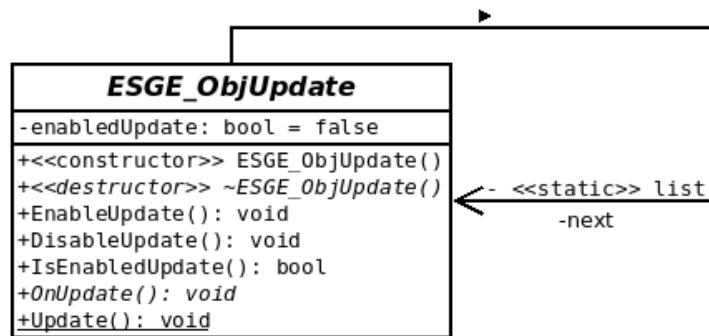 ESGE_ObjUpdate
-enabledUpdate: bool = false
+<<constructor>> ESGE_ObjUpdate()
+<<destructor>> ~ESGE_ObjUpdate()
+EnableUpdate(): void
+DisableUpdate(): void
+IsEnabledUpdate(): bool
+OnUpdate(): void
+Update(): void
- <<static>> list
-next